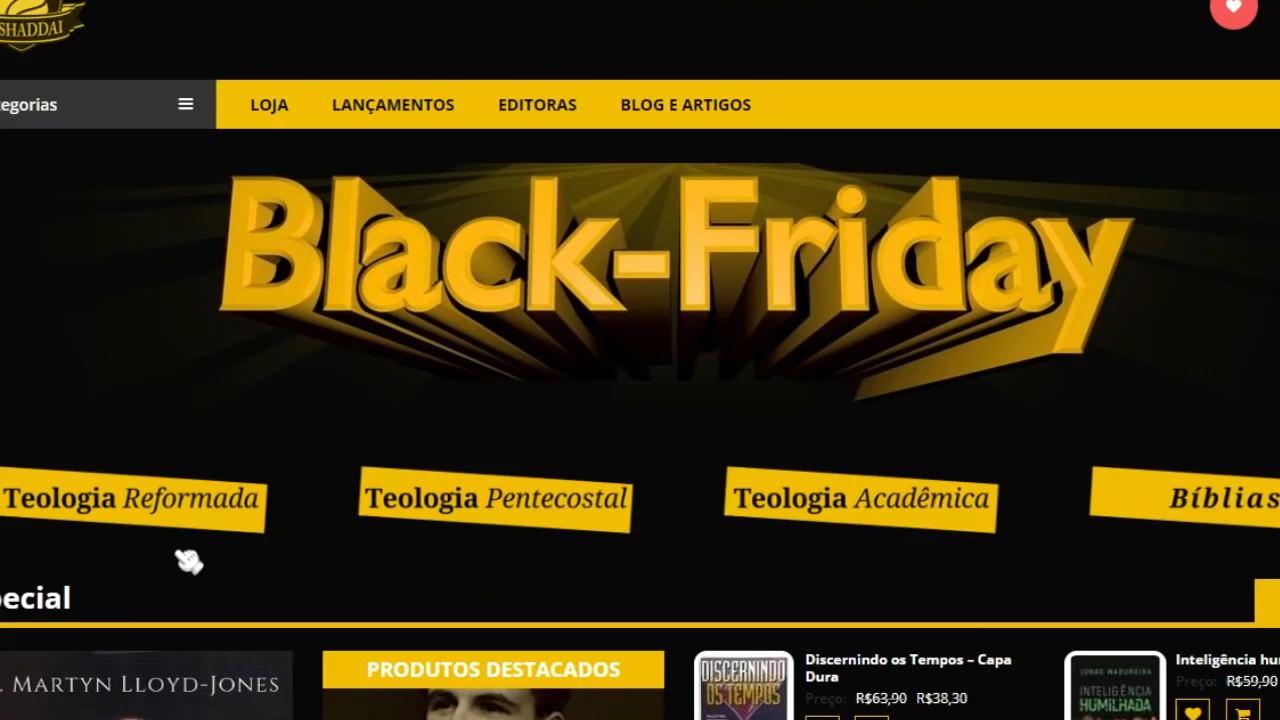 SHADDAI
egorias
LOJA
LANÇAMENTOS
EDITORAS
BLOG E ARTIGOS
Black-Friday
Teologia Reformada
Teologia Pentecostal
Teologia Acadêmica
Bíblias
pecial
. MARTYN LLOYD-JONES
PRODUTOS DESTACADOS
DISCERNINDO
OS TEMPOS
Discernindo os Tempos – Capa
Dura
Preço: R$63,90 R$38,30
JONAS MADUREIRA
INTELIGÊNCIA
HUMILHADA
Inteligência hu
Preço: R$59,90